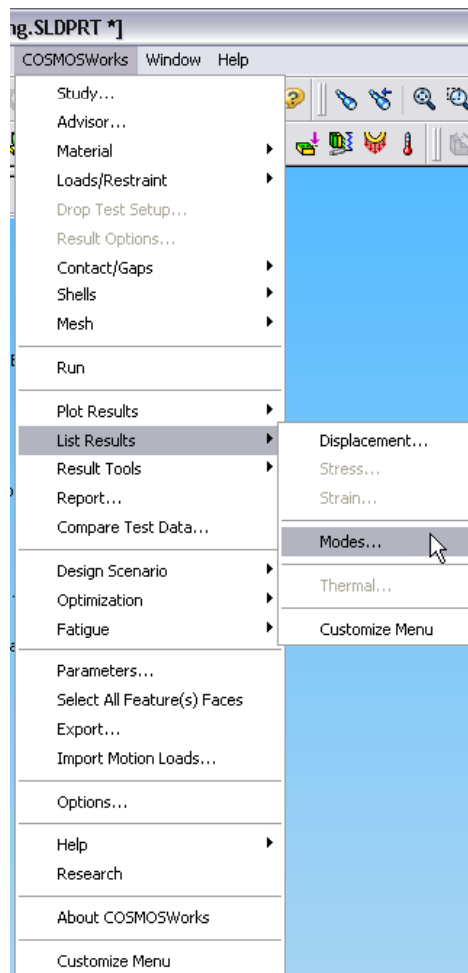 ng.SLDPRT *]
COSMOSWorks Window Help
Study...
Advisor...
Material
Loads/Restraint
Drop Test Setup...
Result Options...
Contact/Gaps
Shells
Mesh
Run
Plot Results
List Results
Result Tools
Report...
Compare Test Data...
Design Scenario
Optimization
Fatigue
Parameters...
Select All Feature(s) Faces
Export...
Import Motion Loads...
Options...
Help
Research
About COSMOSWorks
Customize Menu
Displacement...
Stress...
Strain...
Modes...
Thermal...
Customize Menu